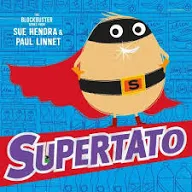 THE
BLOCKBUSTER
SERIES FROM
SUE HENDRA &
PAUL LINNET
S
SUPERTATO